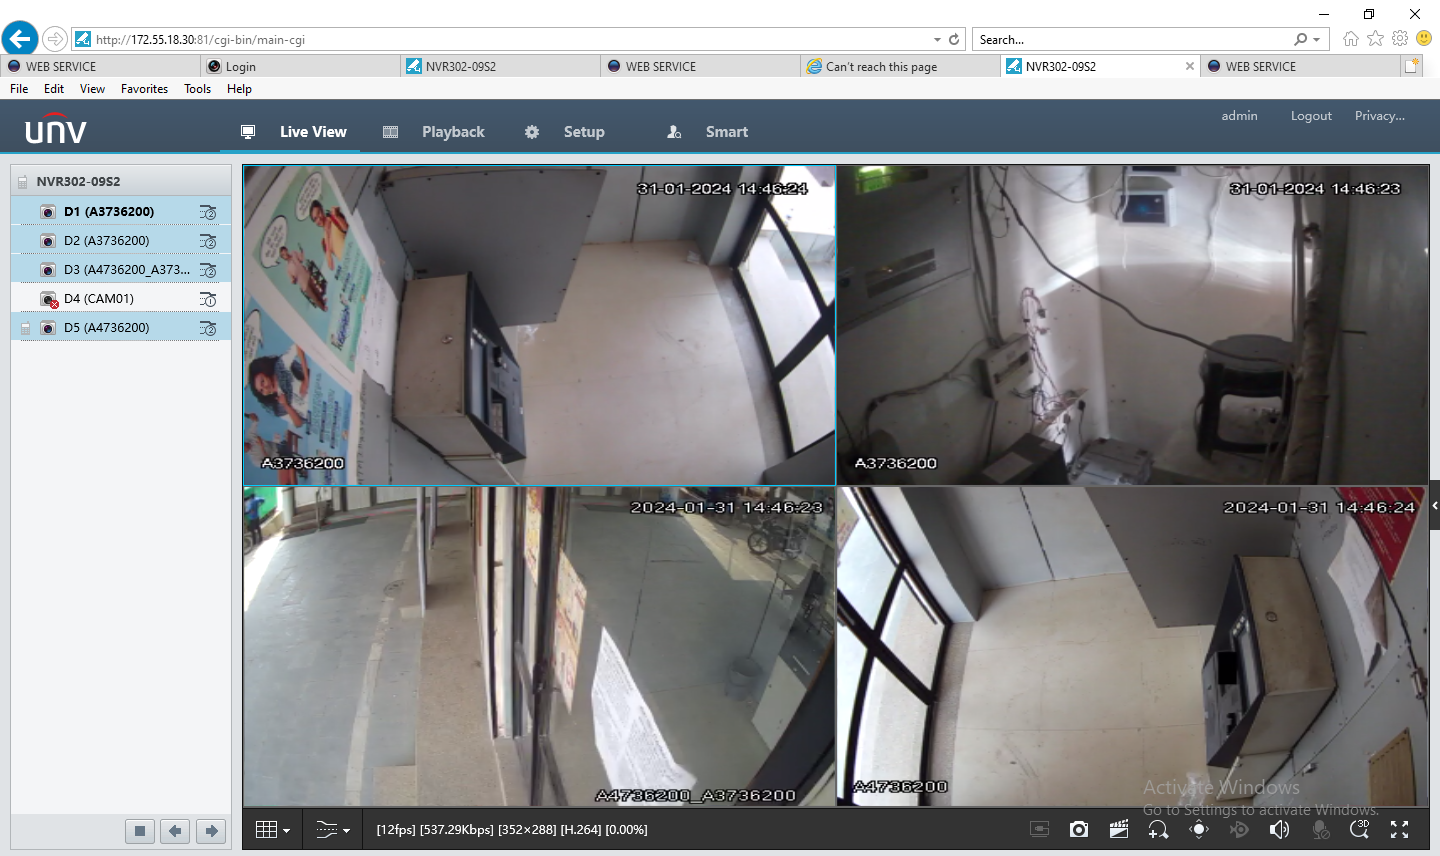 http://172.55.18.30:81/cgi-bin/main-cgi
Search...
WEB SERVICE
Login
NVR302-09S2
WEB SERVICE
Can't reach this page
NVR302-09S2
WEB SERVICE
File Edit View Favorites Tools Help
unv
Live View
Playback
Setup
Smart
admin
Logout
Privacy...
NVR302-09S2
D1 (A3736200)
D2 (A3736200)
D3 (A4736200_A373...
D4 (CAM01)
D5 (A4736200)
31-01-2024 14:46:24
A3736200
31-01-2024 14:46:23
A3736200
2024-01-31 14:46:23
A4736200_A3736200
2024-01-31 14:46:24
A4736200
Activate Windows
Go to Settings to activate Windows.
[12fps] [537.29Kbps] [352×288] [H.264] [0.00%]
3D